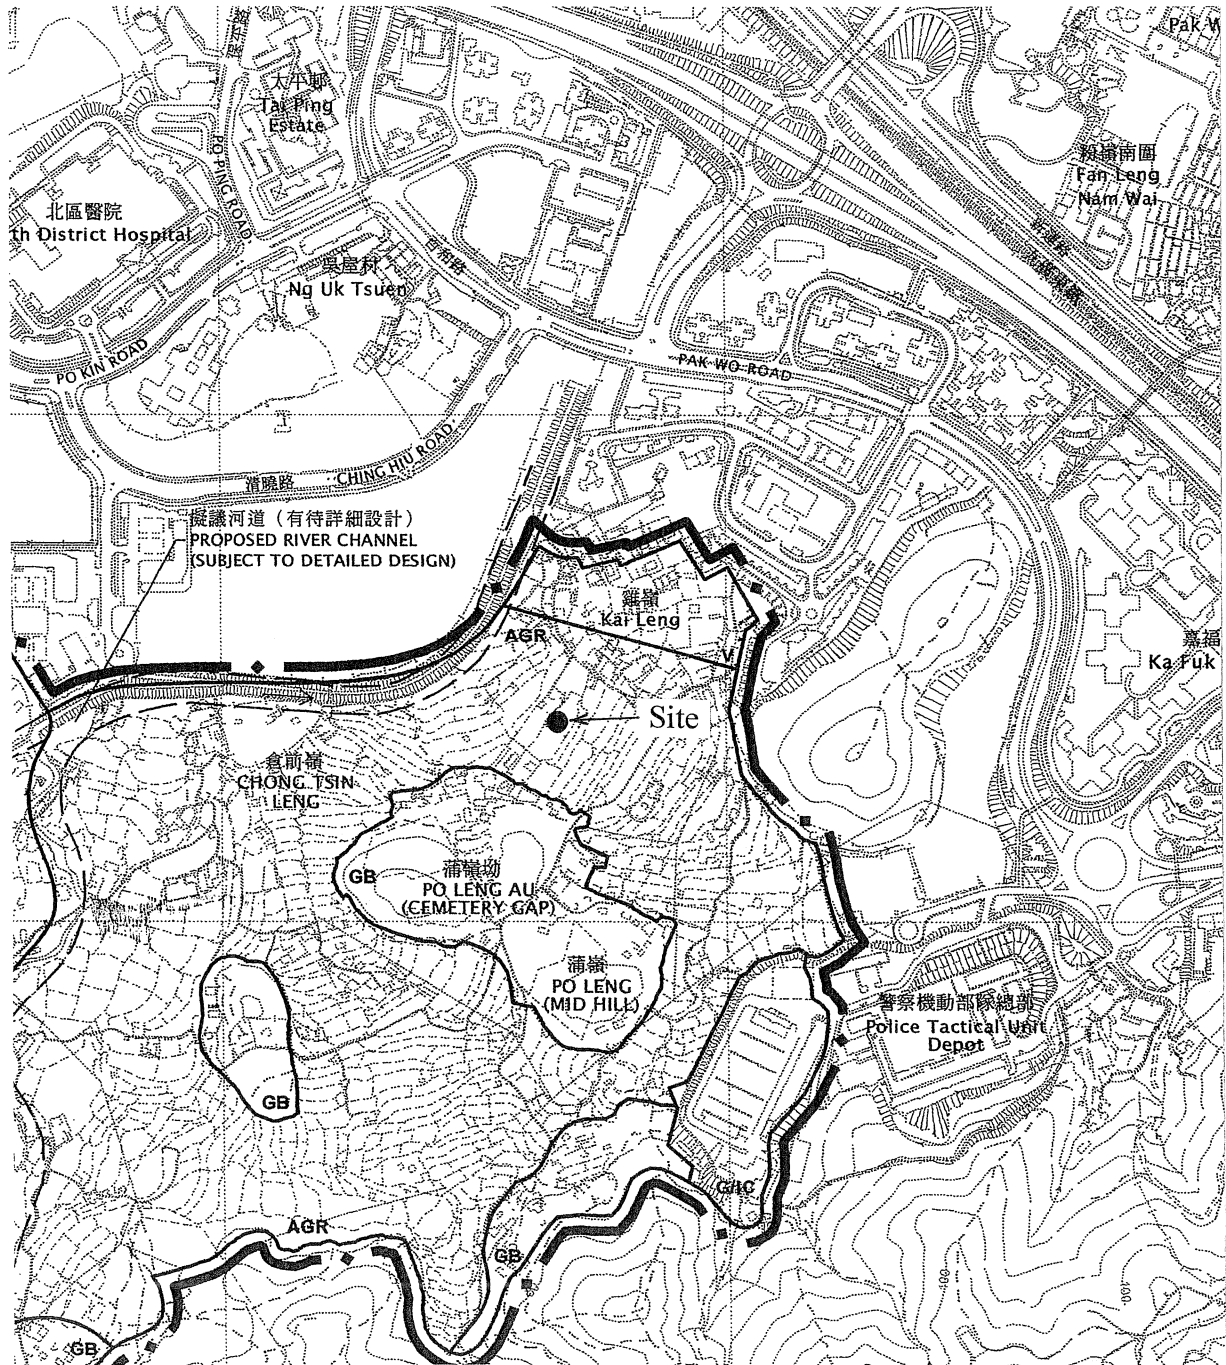 Pak W
太平邨
Tai Ping
Estate
PO PING ROAD
粉嶺南圍
Fan Leng
Nam Wai
北區醫院
th District Hospital
吳屋村
Ng Uk Tsuen
百和路
新運路
PO KIN ROAD
PAK WO ROAD
清曉路
CHING HIU ROAD
擬議河道（有待詳細設計）
PROPOSED RIVER CHANNEL
(SUBJECT TO DETAILED DESIGN)
雞嶺
Kai Leng
AGR
V
嘉福
Ka Fuk
Site
倉前嶺
CHONG TSIN
LENG
GB
蒲嶺坳
PO LENG AU
(CEMETERY GAP)
蒲嶺
PO LENG
(MID HILL)
警察機動部隊總部
Police Tactical Unit
Depot
GB
G/IC
AGR
GB
GB
100